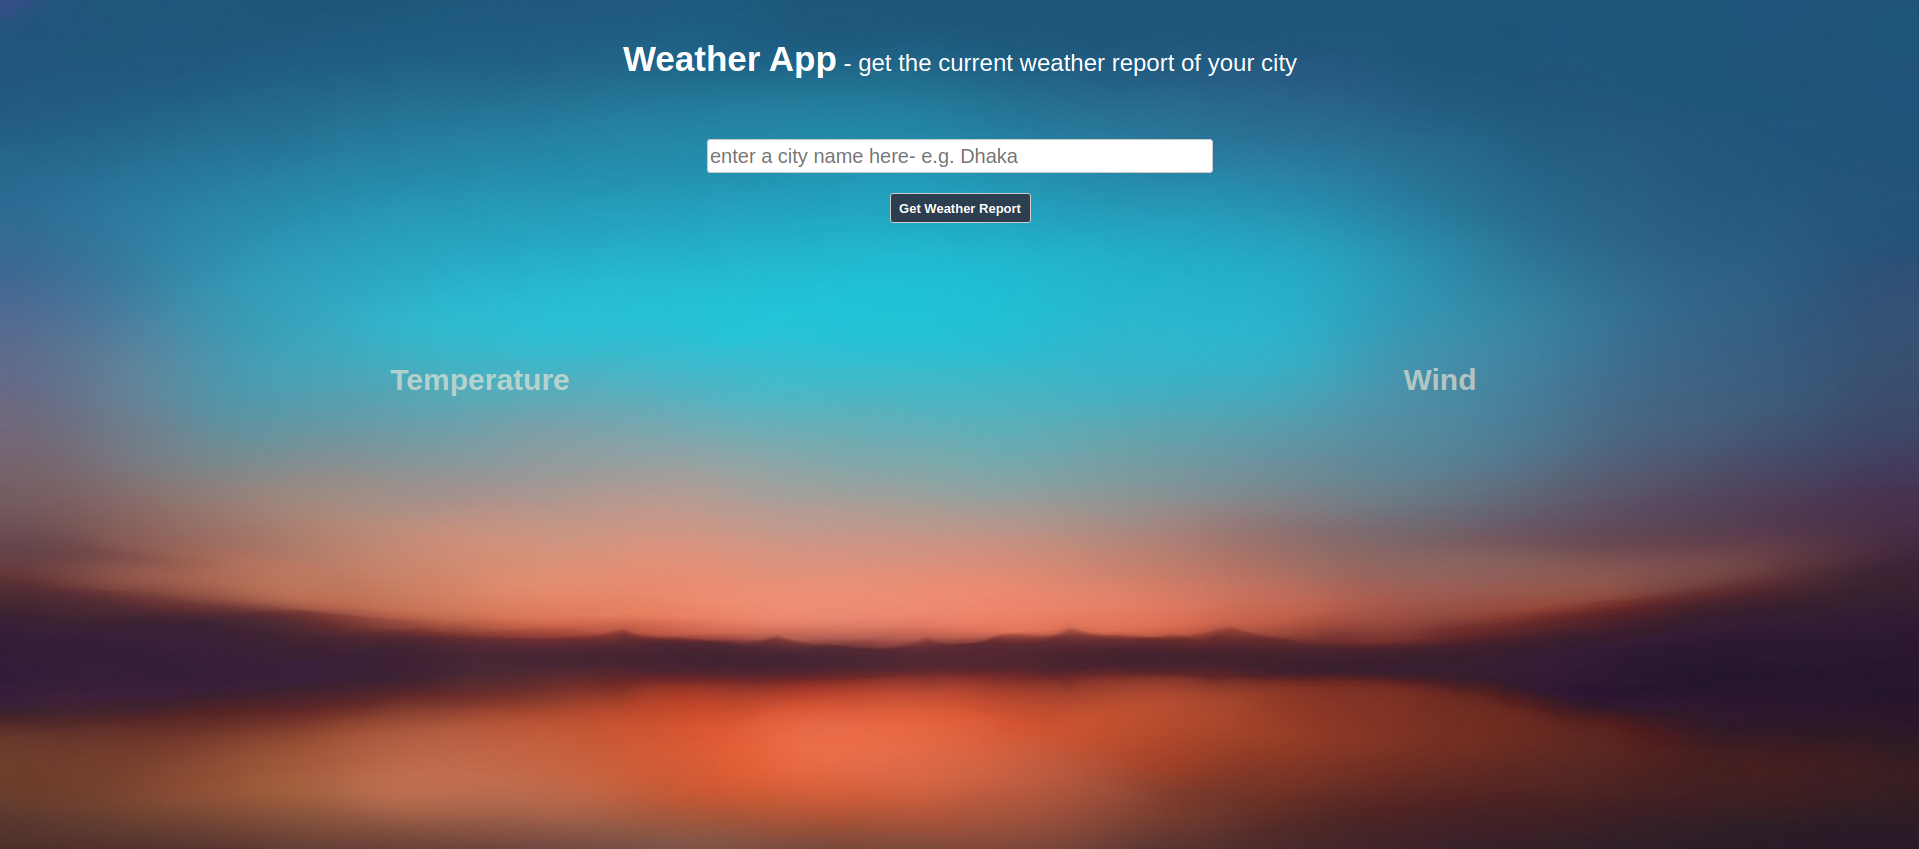 Weather App - get the current weather report of your city
enter a city name here- e.g. Dhaka
Get Weather Report
Temperature
Wind